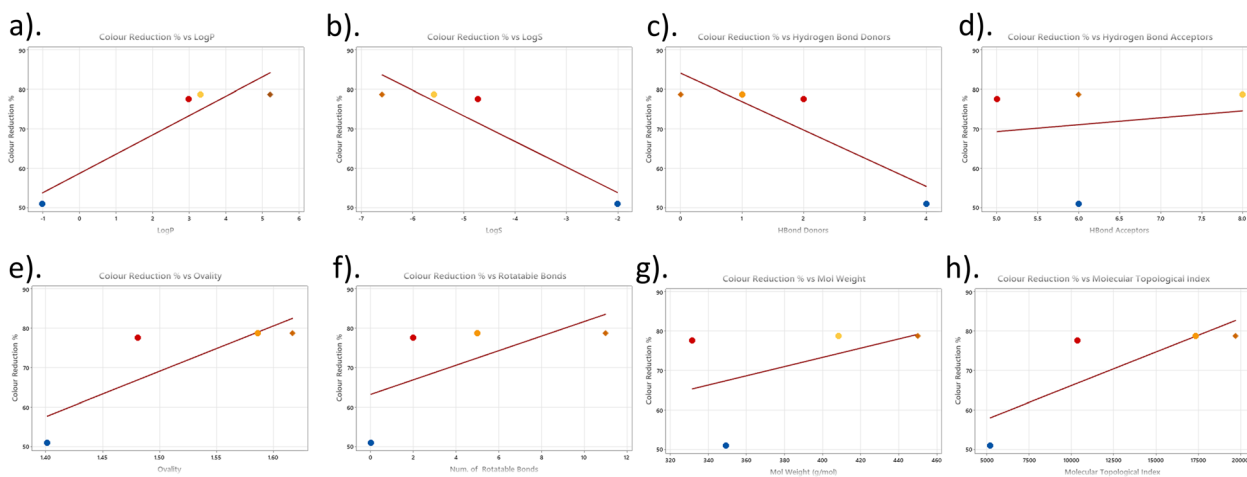 a).
Colour Reduction % vs LogP
90
80
70
60
50
Colour Reduction %
-1 0 1 2 3 4 5 6
LogP
b).
Colour Reduction % vs LogS
90
80
70
60
50
Colour Reduction %
-7 -6 -5 -4 -3 -2
LogS
c).
Colour Reduction % vs Hydrogen Bond Donors
90
80
70
60
50
Colour Reduction %
0 1 2 3 4
HBond Donors
d).
Colour Reduction % vs Hydrogen Bond Acceptors
90
80
70
60
50
Colour Reduction %
5.0 5.5 6.0 6.5 7.0 7.5 8.0
HBond Acceptors
e).
Colour Reduction % vs Ovality
90
80
70
60
50
Colour Reduction %
1.40 1.45 1.50 1.55 1.60
Ovality
f).
Colour Reduction % vs Rotatable Bonds
90
80
70
60
50
Colour Reduction %
0 2 4 6 8 10 12
Num. of Rotatable Bonds
g).
Colour Reduction % vs Mol Weight
90
80
70
60
50
Colour Reduction %
320 340 360 380 400 420 440 460
Mol Weight (g/mol)
h).
Colour Reduction % vs Molecular Topological Index
90
80
70
60
50
Colour Reduction %
5000 7500 10000 12500 15000 17500 20000
Molecular Topological Index